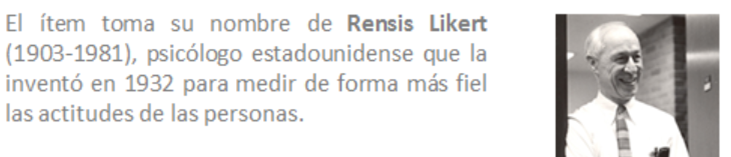 El ítem toma su nombre de Rensis Likert
(1903-1981), psicólogo estadounidense que la
inventó en 1932 para medir de forma más fiel
las actitudes de las personas.